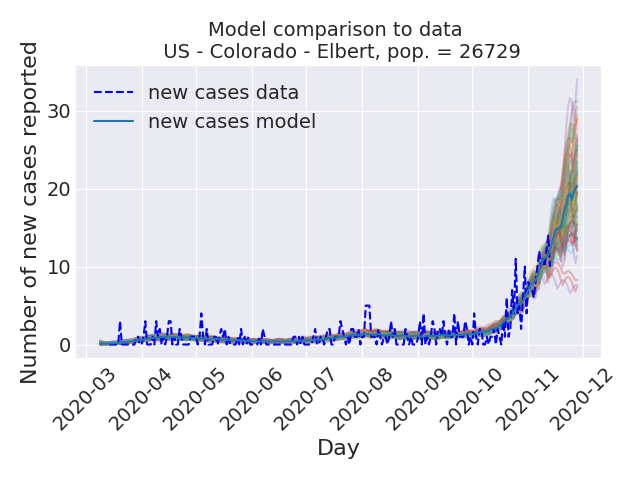 Model comparison to data
US - Colorado - Elbert, pop. = 26729
Number of new cases reported
30
20
10
0
new cases data
new cases model
2020-03
2020-04
2020-05
2020-06
2020-07
2020-08
2020-09
2020-10
2020-11
2020-12
Day